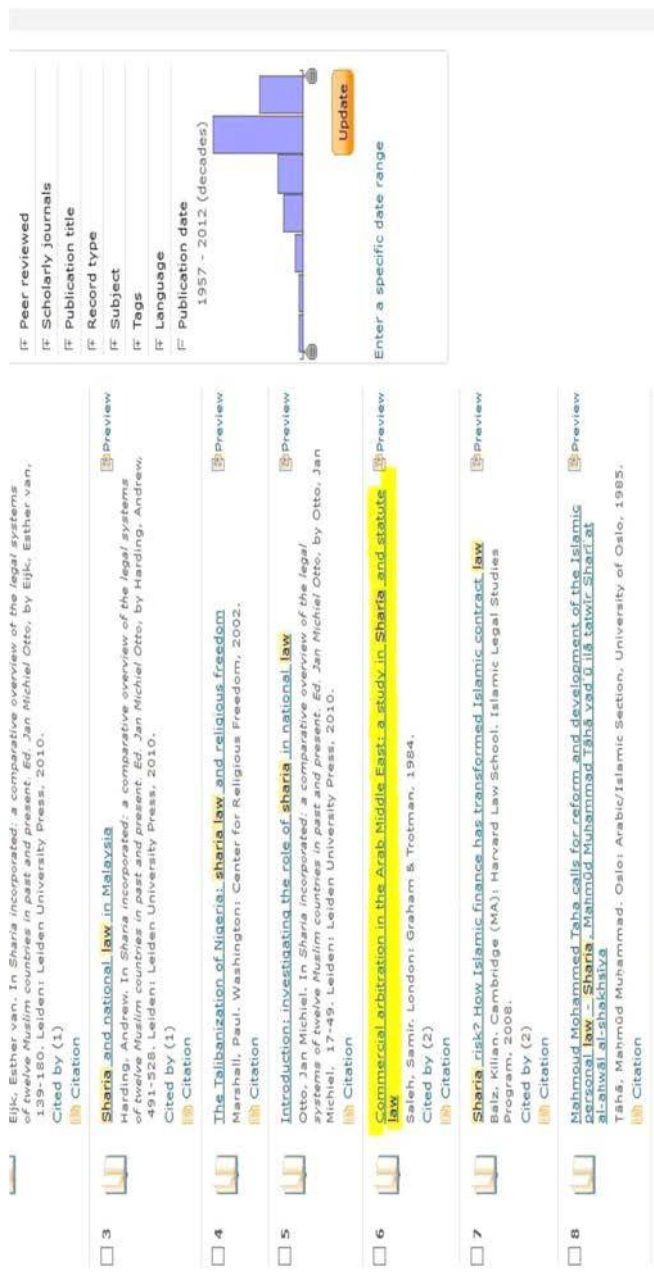 Eijk, Esther van. In Sharia incorporated: a comparative overview of the legal systems
of twelve Muslim countries in past and present. Ed. Jan Michiel Otto, by Eijk, Esther van,
139-180. Leiden: Leiden University Press, 2010.
Cited by (1)
Citation
3
Sharia and national law in Malaysia
Preview
Harding, Andrew. In Sharia incorporated: a comparative overview of the legal systems
of twelve Muslim countries in past and present. Ed. Jan Michiel Otto, by Harding, Andrew,
491-528. Leiden: Leiden University Press, 2010.
Cited by (1)
Citation
4
The Talibanization of Nigeria: sharia law and religious freedom
Preview
Marshall, Paul. Washington: Center for Religious Freedom, 2002.
Citation
5
Introduction: investigating the role of sharia in national law
Preview
Otto, Jan Michiel. In Sharia incorporated: a comparative overview of the legal
systems of twelve Muslim countries in past and present. Ed. Jan Michiel Otto, by Otto, Jan
Michiel, 17-49. Leiden: Leiden University Press, 2010.
Citation
6
Commercial arbitration in the Arab Middle East: a study in Sharīa and statute
law
Preview
Saleh, Samir. London: Graham & Trotman, 1984.
Cited by (2)
Citation
7
Sharia risk? How Islamic finance has transformed Islamic contract law
Preview
Bälz, Kilian. Cambridge (MA): Harvard Law School. Islamic Legal Studies
Program, 2008.
Cited by (2)
Citation
8
Mahmoud Mohammed Taha calls for reform and development of the Islamic
personal law - Sharia. Mahmūd Muhammad Tāhā yad ū ilā tatwīr Sharī at
al-ahwāl al-shakhsiya
Preview
Tāhā, Mahmūd Muhammad. Oslo: Arabic/Islamic Section, University of Oslo, 1985.
Citation
Peer reviewed
Scholarly journals
Publication title
Record type
Subject
Tags
Language
Publication date
1957 - 2012 (decades)
Update
Enter a specific date range